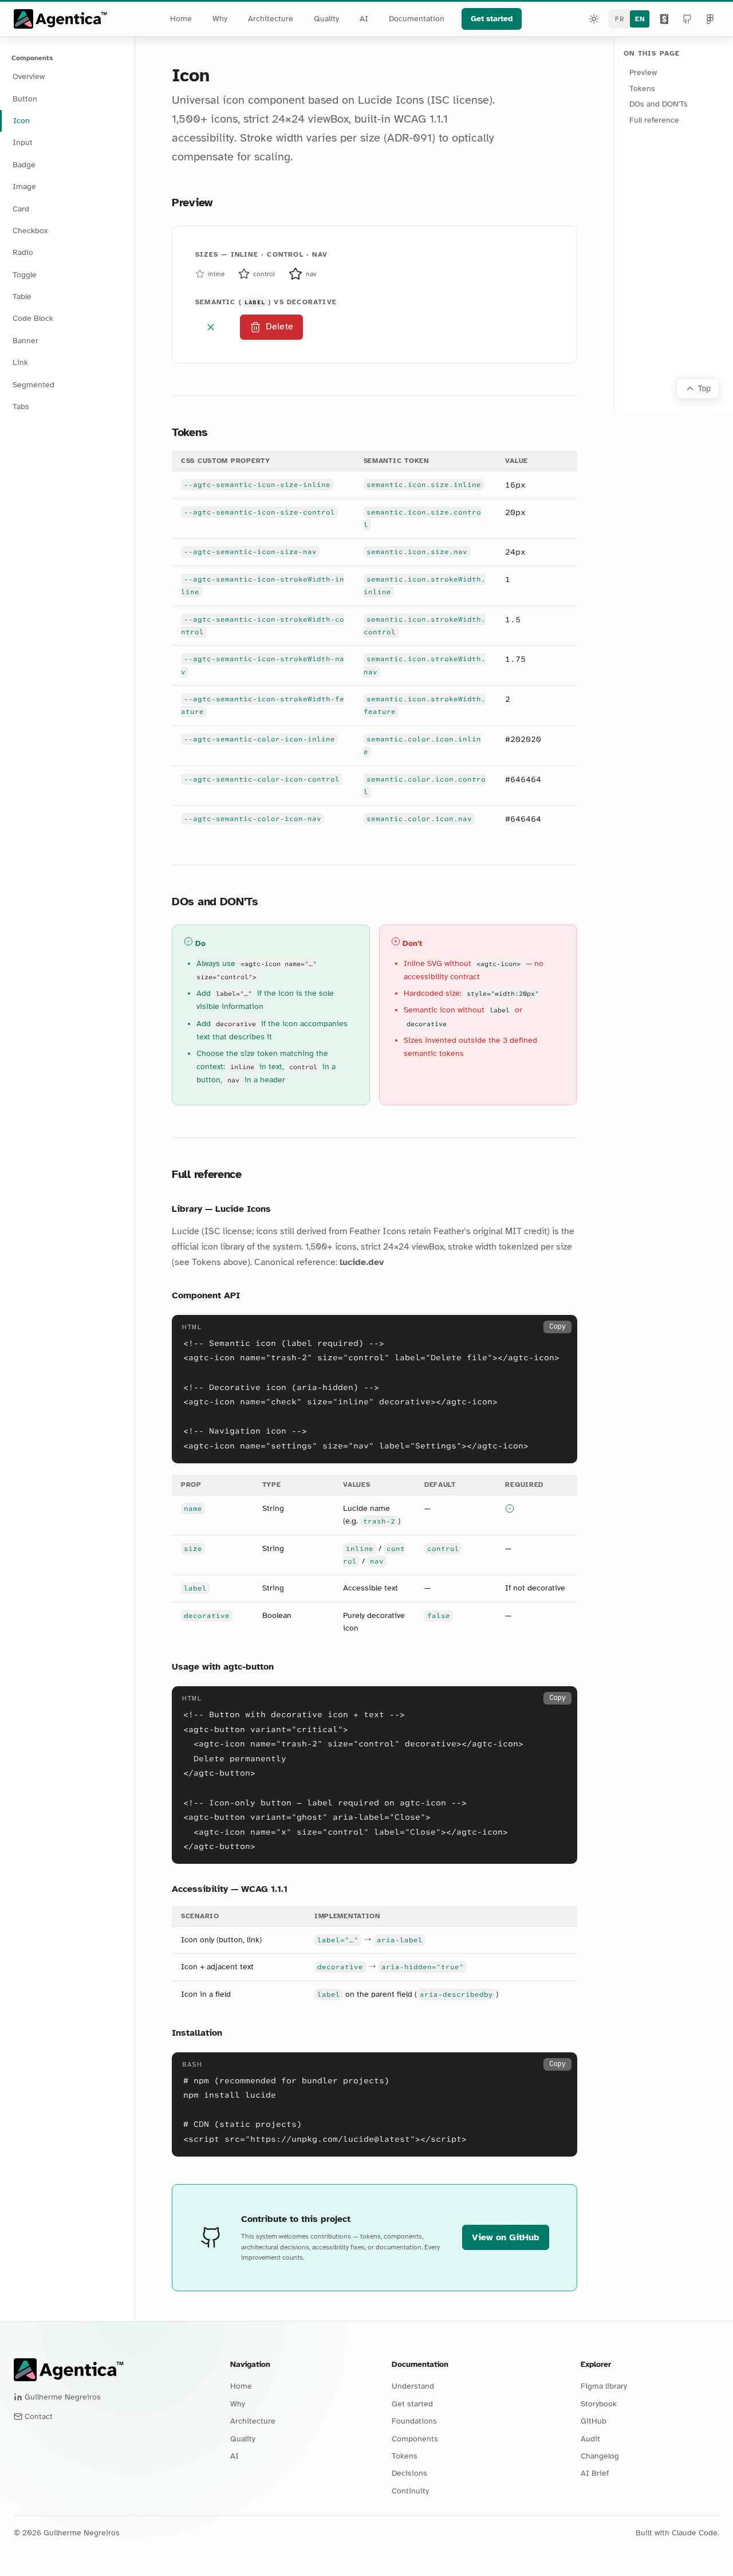 Agentica™
Home
Why
Architecture
Quality
AI
Documentation
Get started
FR
EN
Components
Overview
Button
Icon
Input
Badge
Image
Card
Checkbox
Radio
Toggle
Table
Code Block
Banner
Link
Segmented
Tabs
ON THIS PAGE
Preview
Tokens
DOs and DON'Ts
Full reference
Top
Icon
Universal icon component based on Lucide Icons (ISC license).
1,500+ icons, strict 24×24 viewBox, built-in WCAG 1.1.1
accessibility. Stroke width varies per size (ADR-091) to optically
compensate for scaling.
Preview
SIZES — INLINE · CONTROL · NAV
inline
control
nav
SEMANTIC ( LABEL ) VS DECORATIVE
Delete
Tokens
CSS CUSTOM PROPERTY SEMANTIC TOKEN VALUE
--agtc-semantic-icon-size-inline semantic.icon.size.inline 16px
--agtc-semantic-icon-size-control semantic.icon.size.contro 20px
l
--agtc-semantic-icon-size-nav semantic.icon.size.nav 24px
--agtc-semantic-icon-strokeWidth-in semantic.icon.strokeWidth. 1
line inline
--agtc-semantic-icon-strokeWidth-co semantic.icon.strokeWidth. 1.5
ntrol control
--agtc-semantic-icon-strokeWidth-na semantic.icon.strokeWidth. 1.75
v nav
--agtc-semantic-icon-strokeWidth-fe semantic.icon.strokeWidth. 2
ature feature
--agtc-semantic-color-icon-inline semantic.color.icon.inlin #202020
e
--agtc-semantic-color-icon-control semantic.color.icon.contro #646464
l
--agtc-semantic-color-icon-nav semantic.color.icon.nav #646464
DOs and DON'Ts
Do
Always use <agtc-icon name="…"
size="control">
Add label="…" if the icon is the sole
visible information
Add decorative if the icon accompanies
text that describes it
Choose the size token matching the
context: inline in text, control in a
button, nav in a header
Don't
Inline SVG without <agtc-icon> — no
accessibility contract
Hardcoded size: style="width:20px"
Semantic icon without label or
decorative
Sizes invented outside the 3 defined
semantic tokens
Full reference
Library — Lucide Icons
Lucide (ISC license; icons still derived from Feather Icons retain Feather's original MIT credit) is the
official icon library of the system. 1,500+ icons, strict 24×24 viewBox, stroke width tokenized per size
(see Tokens above). Canonical reference: lucide.dev
Component API
HTML
Copy
<!-- Semantic icon (label required) -->
<agtc-icon name="trash-2" size="control" label="Delete file"></agtc-icon>
<!-- Decorative icon (aria-hidden) -->
<agtc-icon name="check" size="inline" decorative></agtc-icon>
<!-- Navigation icon -->
<agtc-icon name="settings" size="nav" label="Settings"></agtc-icon>
PROP TYPE VALUES DEFAULT REQUIRED
name String Lucide name —
(e.g. trash-2 )
size String inline / cont control —
rol / nav
label String Accessible text — If not decorative
decorative Boolean Purely decorative false —
icon
Usage with agtc-button
HTML
Copy
<!-- Button with decorative icon + text -->
<agtc-button variant="critical">
<agtc-icon name="trash-2" size="control" decorative></agtc-icon>
Delete permanently
</agtc-button>
<!-- Icon-only button — label required on agtc-icon -->
<agtc-button variant="ghost" aria-label="Close">
<agtc-icon name="x" size="control" label="Close"></agtc-icon>
</agtc-button>
Accessibility — WCAG 1.1.1
SCENARIO IMPLEMENTATION
Icon only (button, link) label="…" → aria-label
Icon + adjacent text decorative → aria-hidden="true"
Icon in a field label on the parent field ( aria-describedby )
Installation
BASH
Copy
# npm (recommended for bundler projects)
npm install lucide
# CDN (static projects)
<script src="https://unpkg.com/lucide@latest"></script>
Contribute to this project
This system welcomes contributions — tokens, components,
architectural decisions, accessibility fixes, or documentation. Every
improvement counts.
View on GitHub
Agentica™
Guilherme Negreiros
Contact
Navigation
Home
Why
Architecture
Quality
AI
Documentation
Understand
Get started
Foundations
Components
Tokens
Decisions
Continuity
Explorer
Figma library
Storybook
GitHub
Audit
Changelog
AI Brief
© 2026 Guilherme Negreiros
Built with Claude Code.